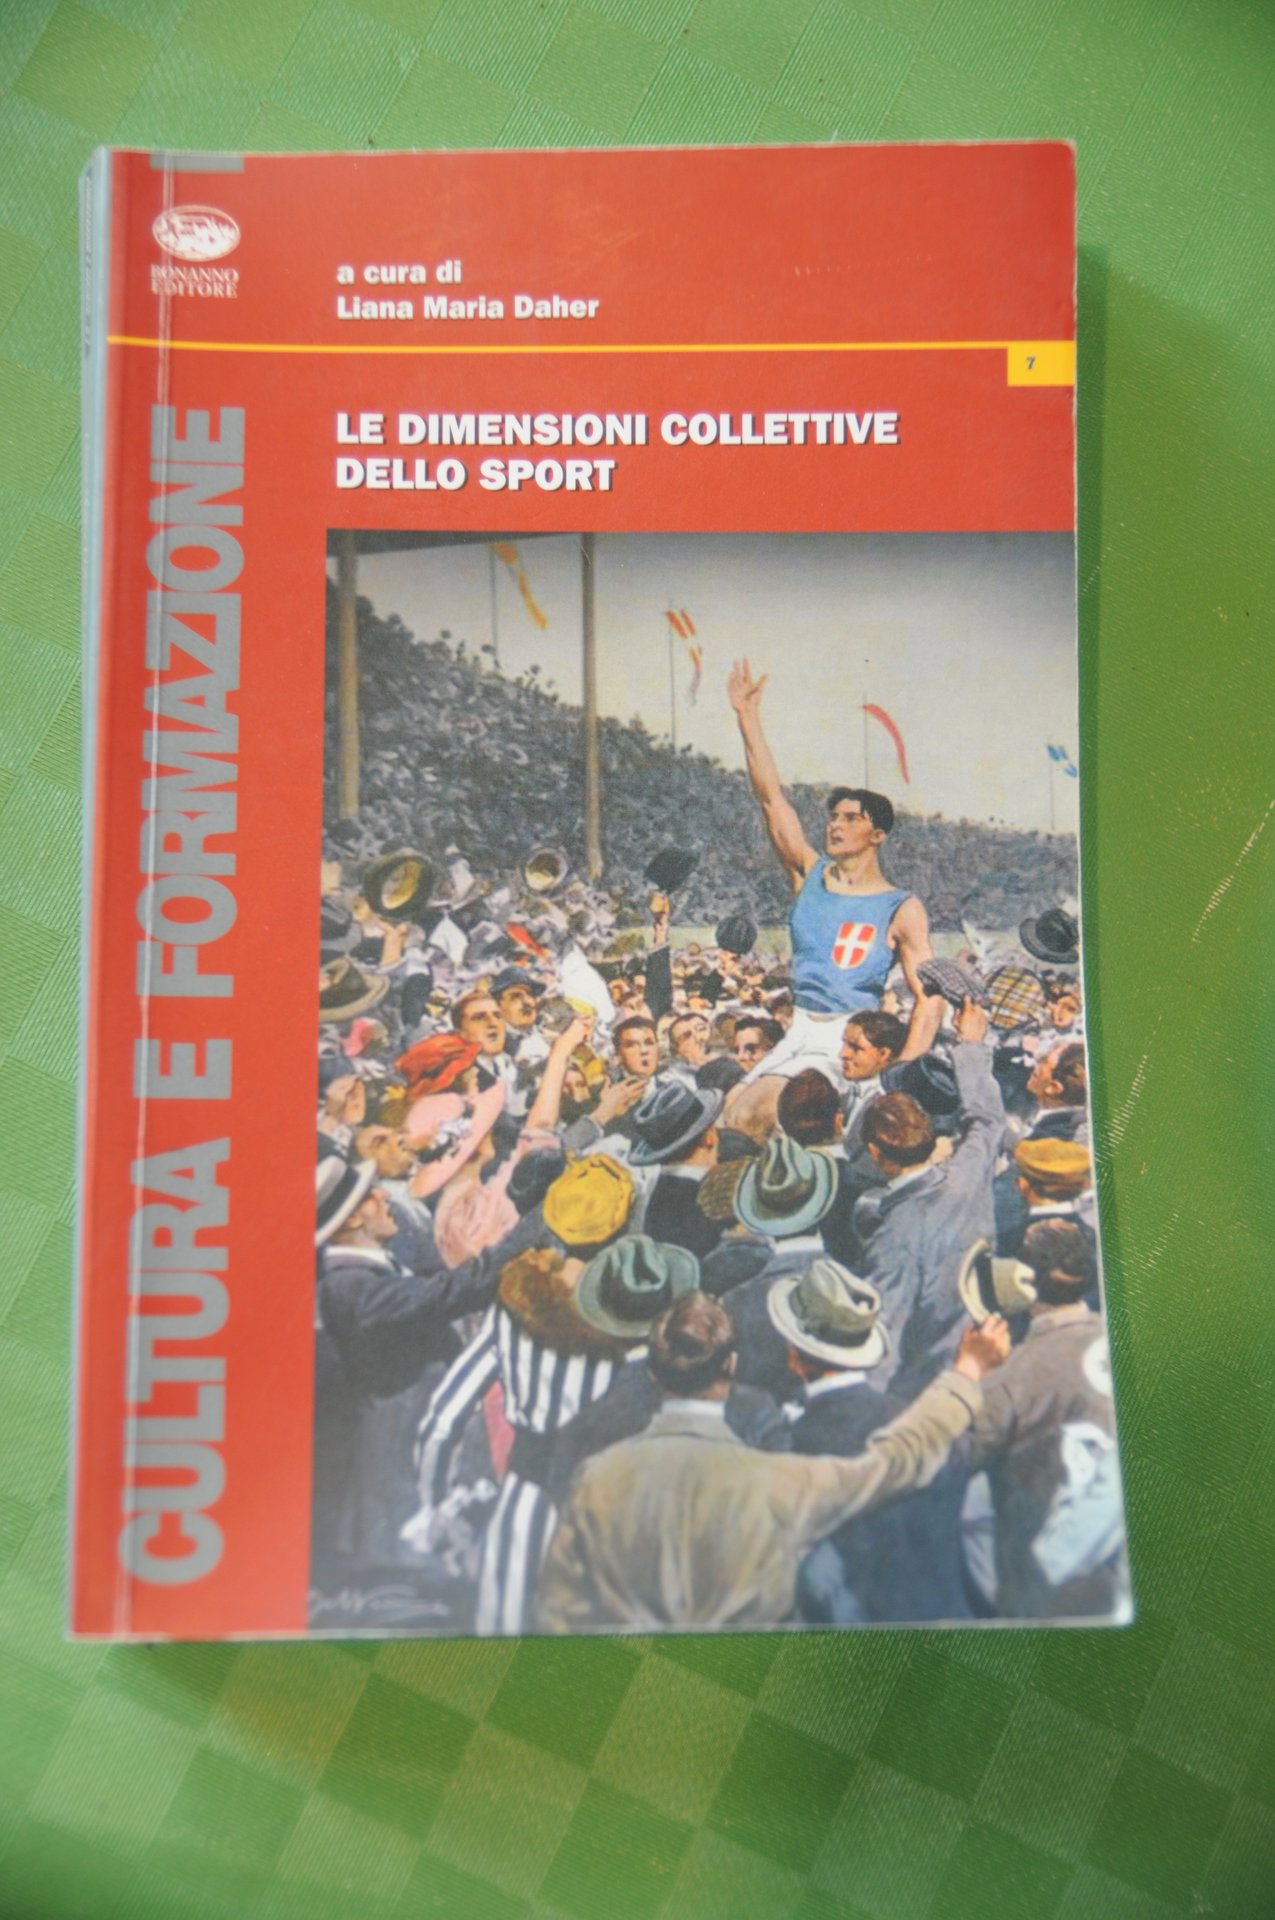 BONANNO
EDITORE
a cura di
Liana Maria Daher
7
LE DIMENSIONI COLLETTIVE
DELLO SPORT
CULTURA E FORMAZIONE